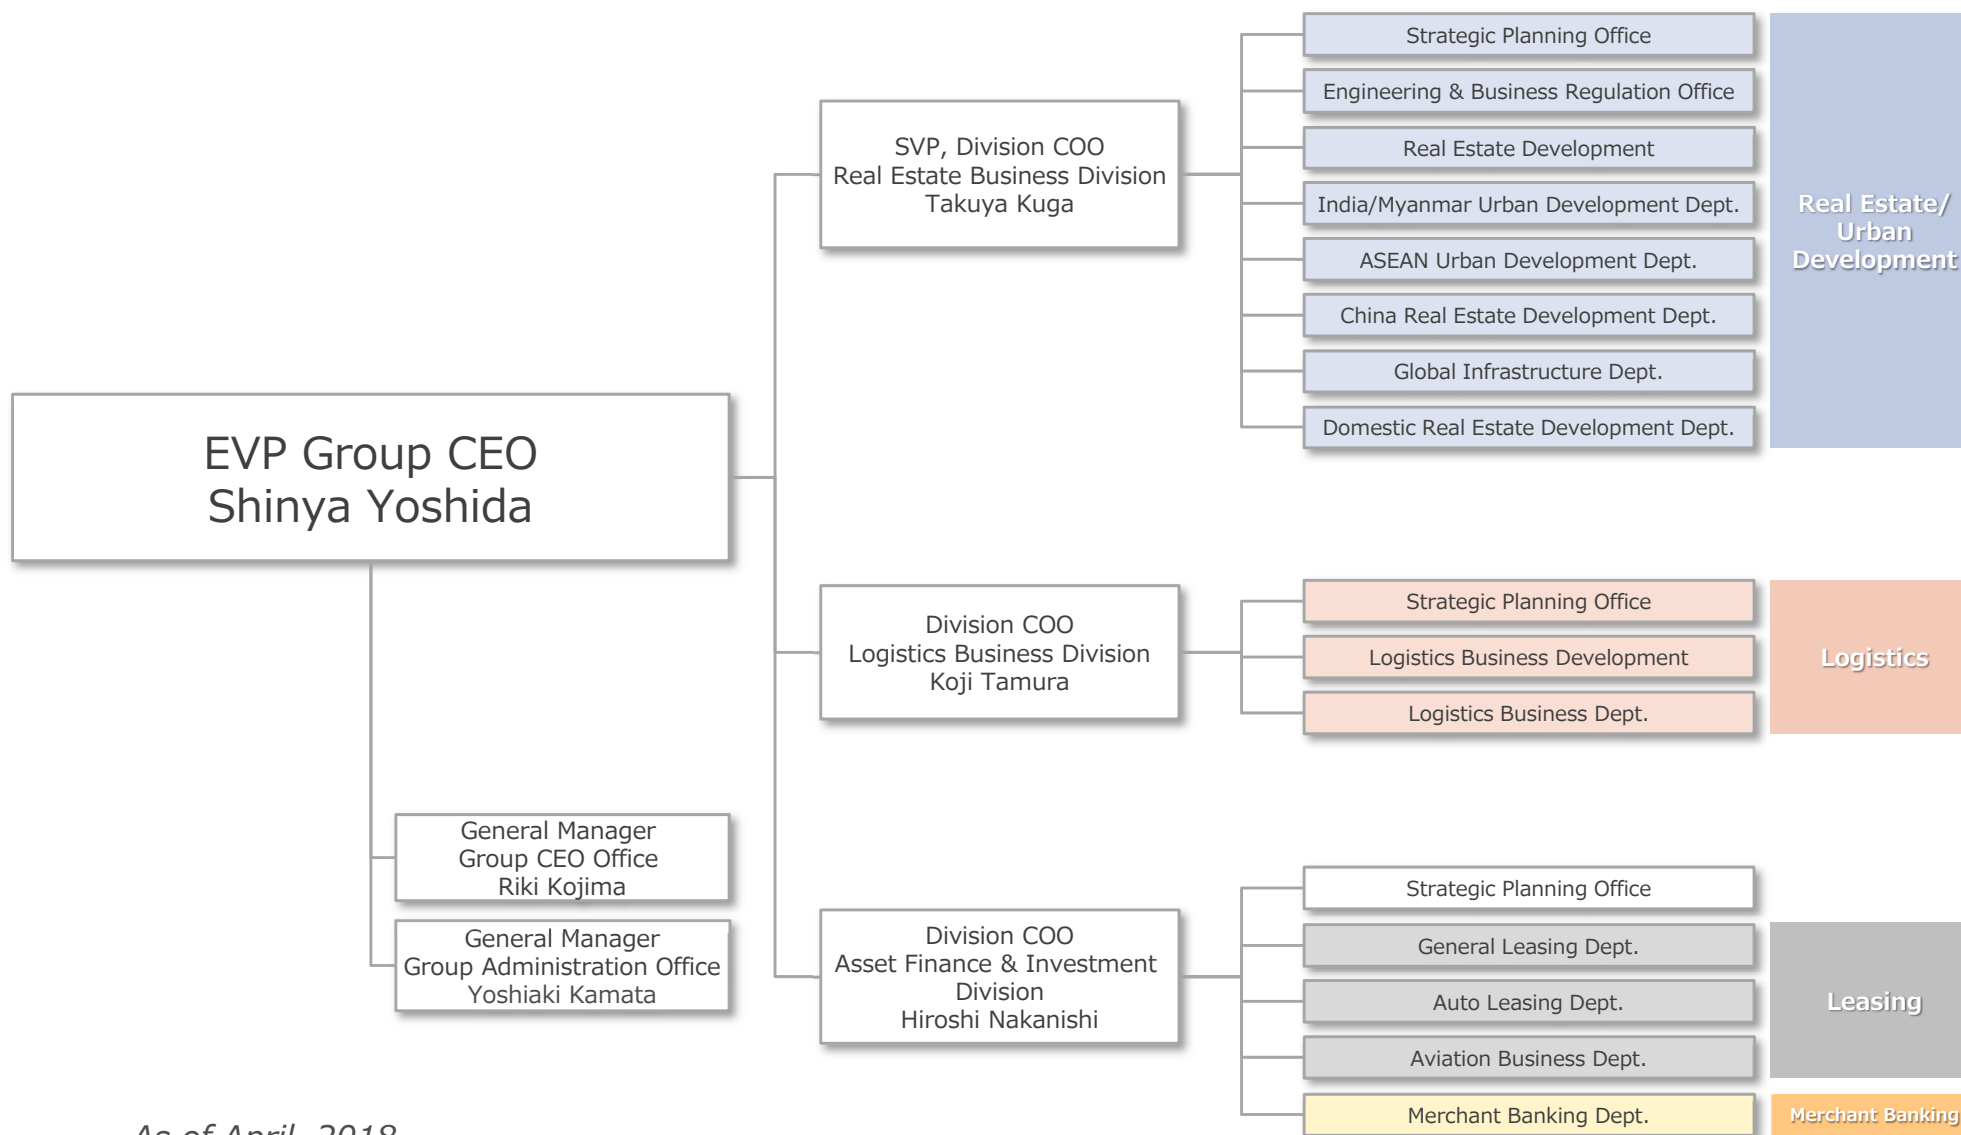 EVP Group CEO
Shinya Yoshida
General Manager
Group CEO Office
Riki Kojima
General Manager
Group Administration Office
Yoshiaki Kamata
SVP, Division COO
Real Estate Business Division
Takuya Kuga
Strategic Planning Office
Engineering & Business Regulation Office
Real Estate Development
India/Myanmar Urban Development Dept.
ASEAN Urban Development Dept.
China Real Estate Development Dept.
Global Infrastructure Dept.
Domestic Real Estate Development Dept.
Real Estate/
Urban
Development
Division COO
Logistics Business Division
Koji Tamura
Strategic Planning Office
Logistics Business Development
Logistics Business Dept.
Logistics
Division COO
Asset Finance & Investment
Division
Hiroshi Nakanishi
Strategic Planning Office
General Leasing Dept.
Auto Leasing Dept.
Aviation Business Dept.
Merchant Banking Dept.
Leasing
Merchant Banking
As of April, 2018